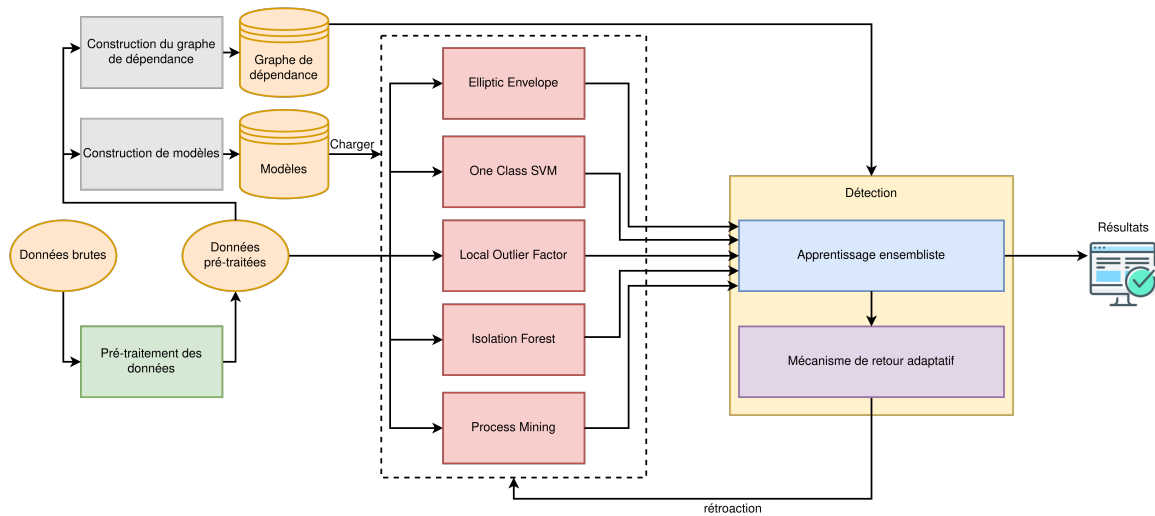 Construction du graphe
de dépendance
Graphe de
dépendance
Construction de modèles
Modèles
Charger
Données brutes
Données
pré-traitées
Pré-traitement des
données
Elliptic Envelope
One Class SVM
Local Outlier Factor
Isolation Forest
Process Mining
Détection
Apprentissage ensembliste
Mécanisme de retour adaptatif
Résultats
rétroaction